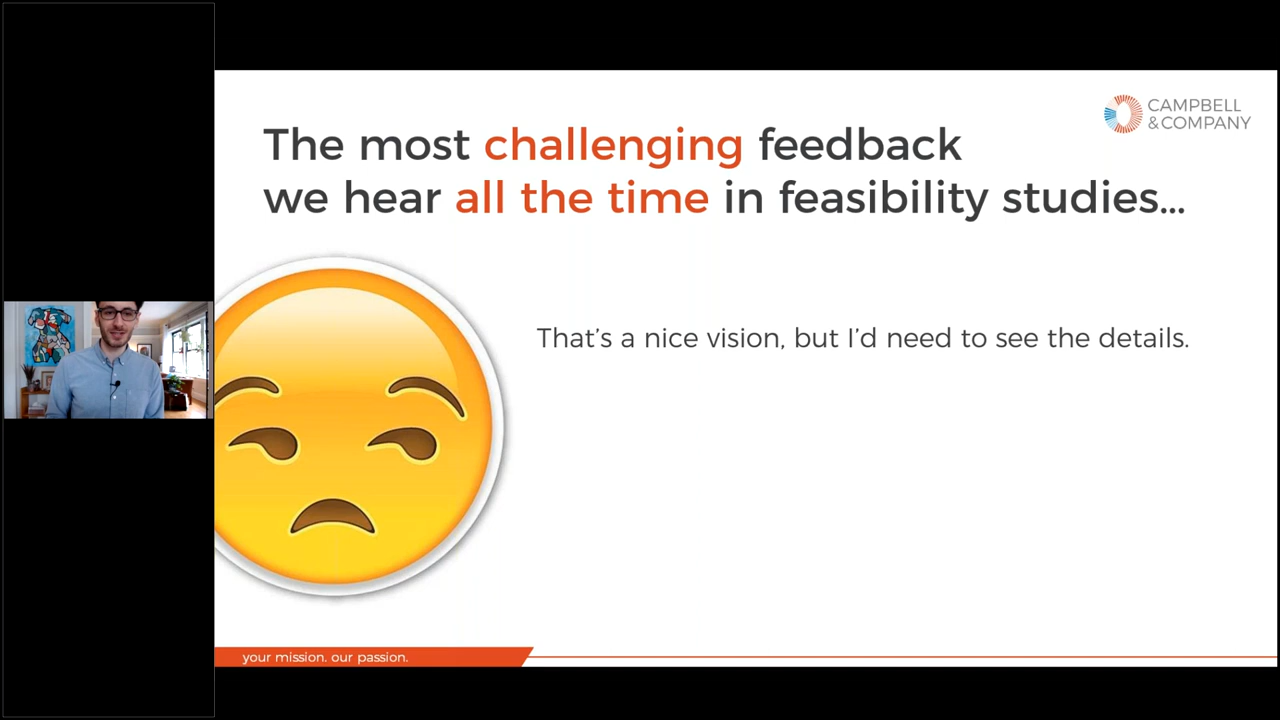 CAMPBELL
&COMPANY
The most challenging feedback
we hear all the time in feasibility studies...
That's a nice vision, but I'd need to see the details.
your mission. our passion.